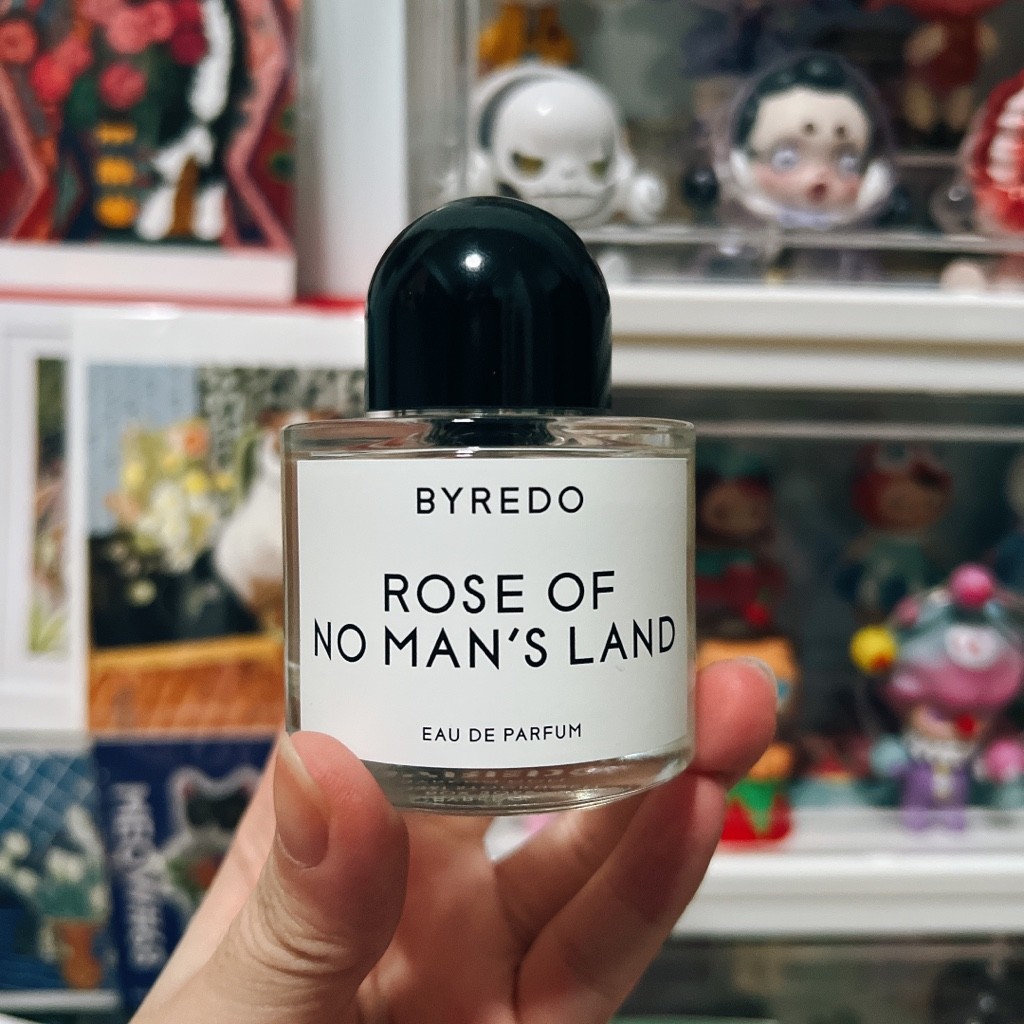 BYREDO
ROSE OF
NO MAN'S LAND
EAU DE PARFUM